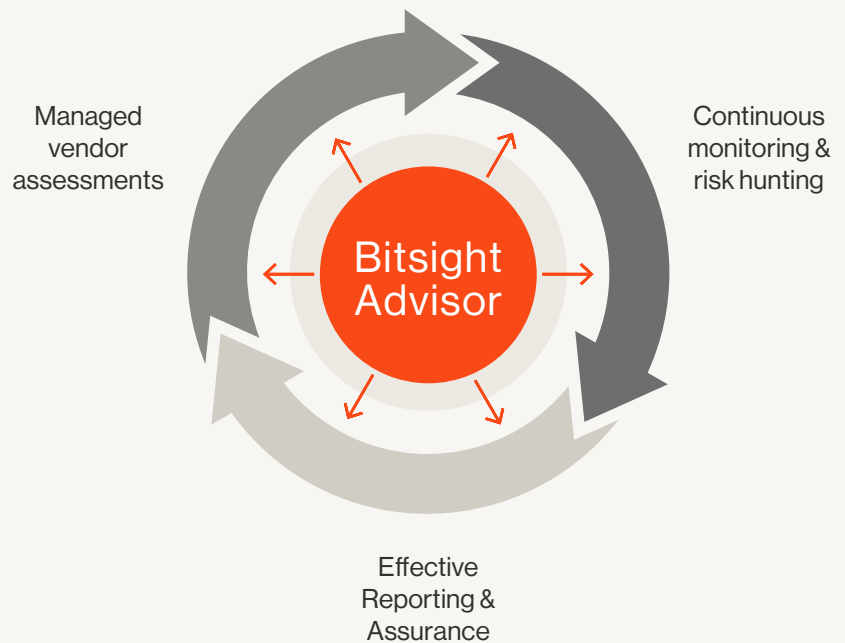 Managed
vendor
assessments
Continuous
monitoring &
risk hunting
Bitsight
Advisor
Effective
Reporting &
Assurance